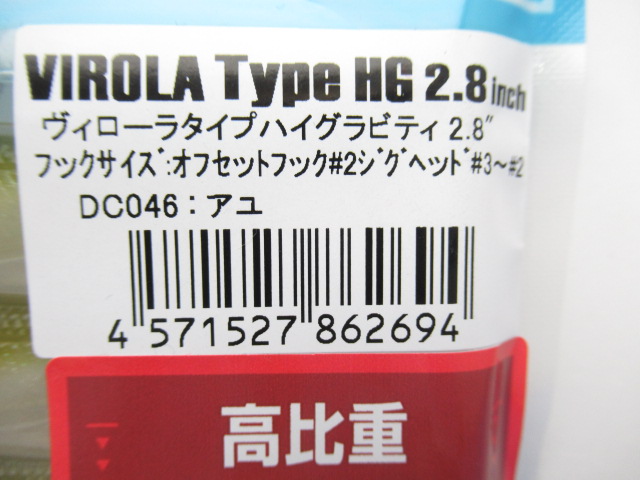 VIROLA Type HG 2.8 inch
ヴィローラタイプハイグラビティ 2.8"
フックサイズ:オフセットフック#2ジグヘッド#3～#2
DC046：アユ
4 571527 862694
高比重